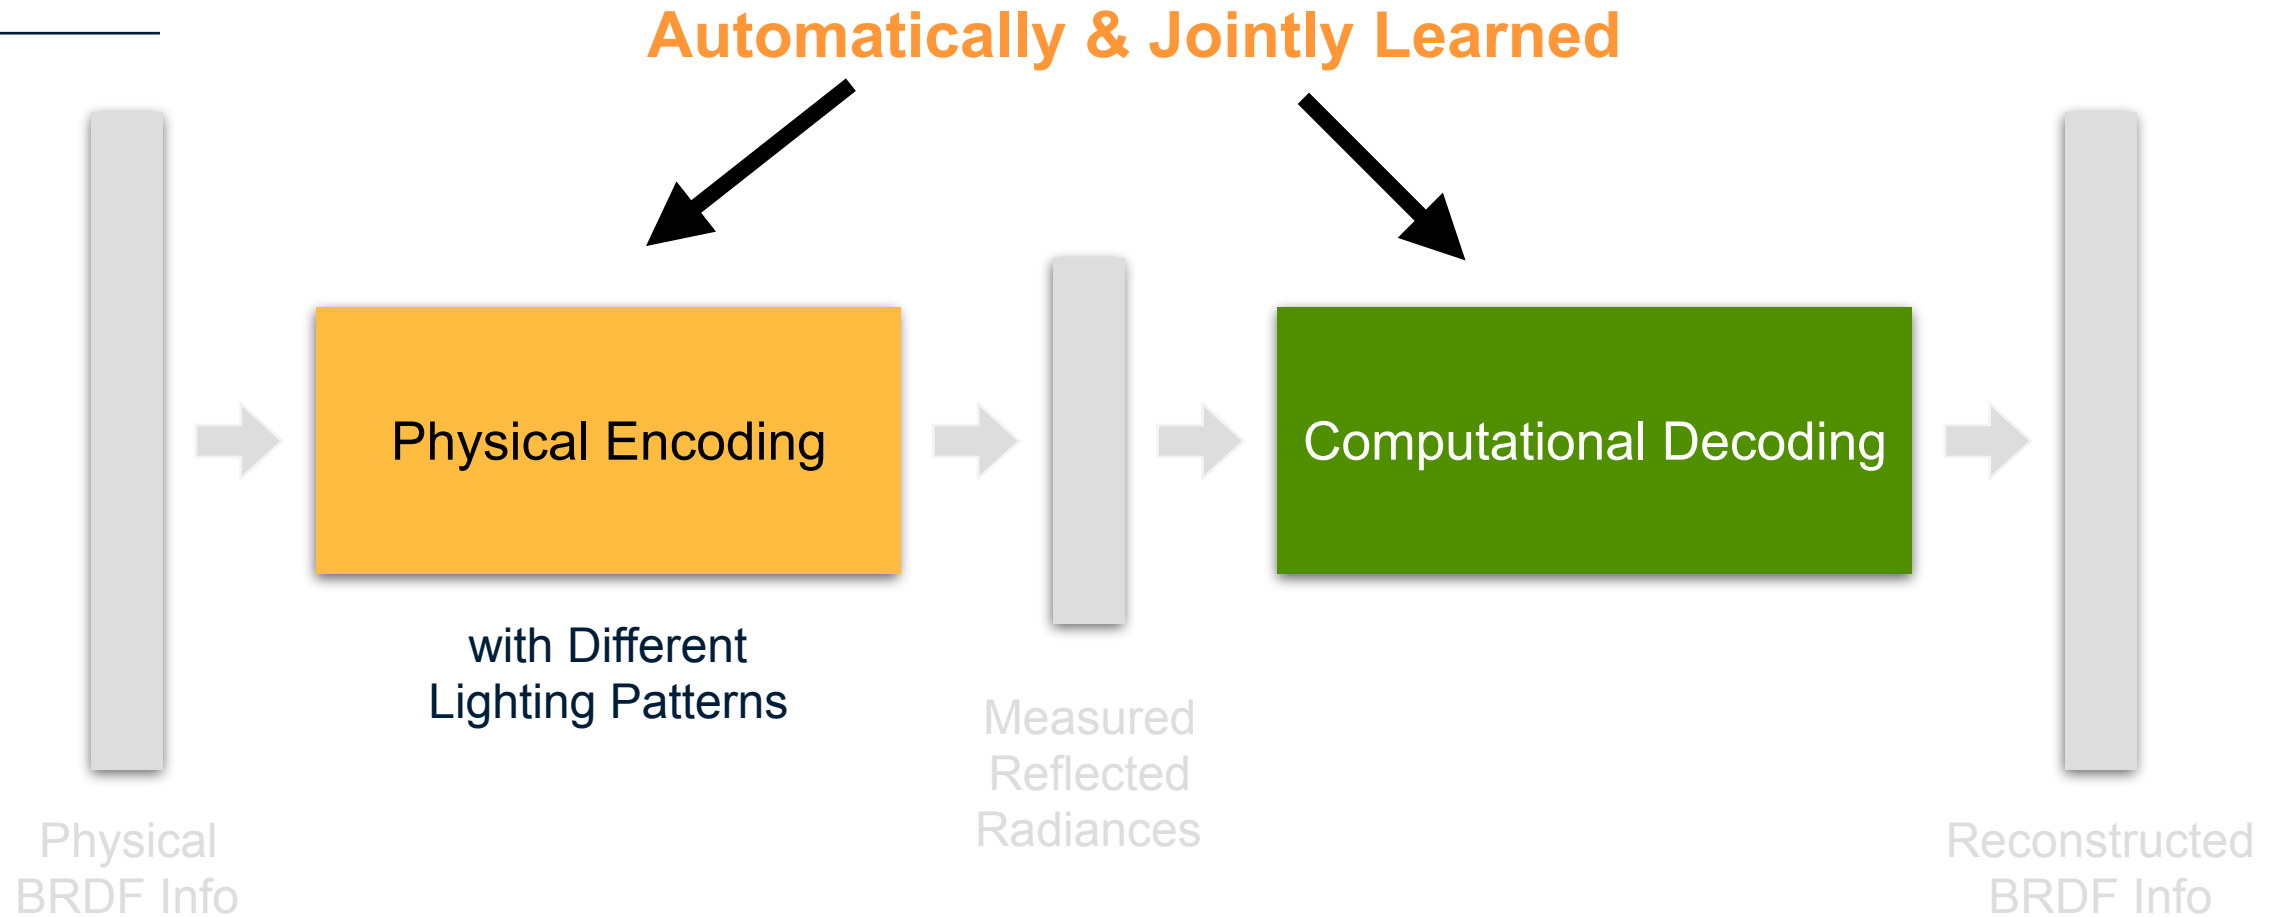 Automatically & Jointly Learned
Physical Encoding
Computational Decoding
with Different
Lighting Patterns
Measured
Reflected
Radiances
Physical
BRDF Info
Reconstructed
BRDF Info